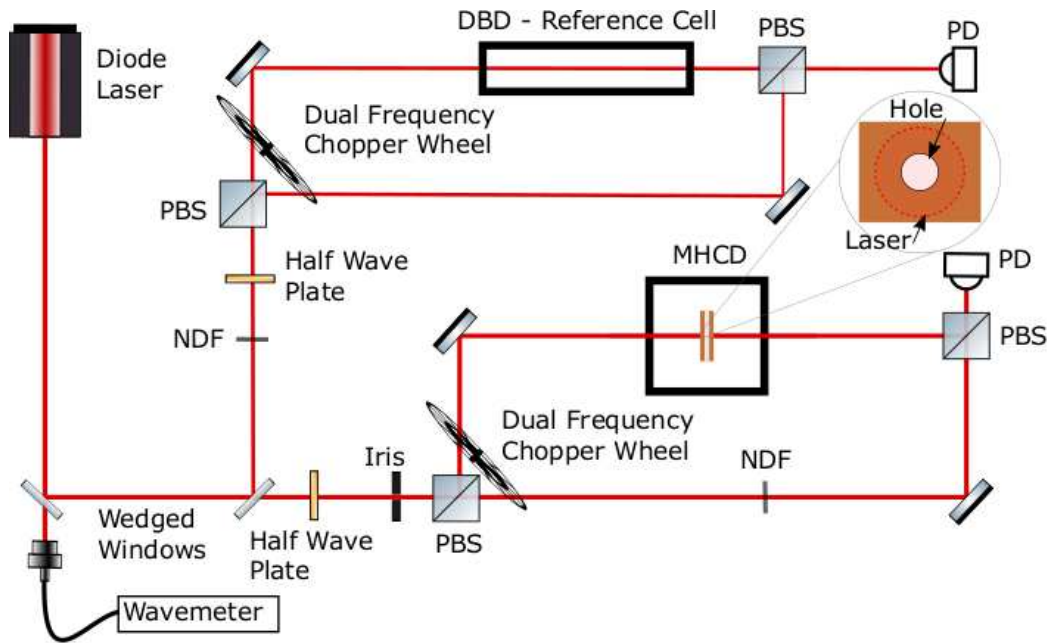 DBD - Reference Cell
PBS
PD
Diode
Laser
Dual Frequency
Chopper Wheel
Hole
PBS
Laser
Half Wave
Plate
MHCD
PD
NDF
PBS
Dual Frequency
Chopper Wheel
Iris
NDF
Wedged
Windows
Half Wave
Plate
PBS
Wavemeter